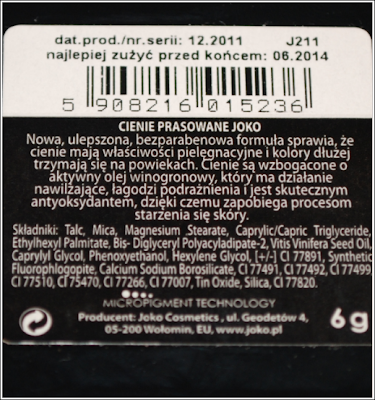 dat.prod./nr.serii: 12.2011 J211
najlepiej zużyć przed końcem: 06.2014
5 908216 015236
CIENIE PRASOWANE JOKO
Nowa, ulepszona, bezparabenowa formuła sprawia, że
cienie mają właściwości pielęgnacyjne i kolory dłużej
trzymają się na powiekach. Cienie są wzbogacone o
aktywny olej winogronowy, który ma działanie
nawilżające, łagodzi podrażnienia i jest skutecznym
antyoksydantem, dzięki czemu zapobiega procesom
starzenia się skóry.
Składniki: Talc, Mica, Magnesium Stearate, Caprylic/Capric Triglyceride,
Ethylhexyl Palmitate, Bis- Diglyceryl Polyacyladipate-2, Vitis Vinifera Seed Oil,
Caprylyl Glycol, Phenoxyethanol, Hexylene Glycol, [+/-] CI 77891, Synthetic
Fluorophlogopite, Calcium Sodium Borosilicate, CI 77491, CI 77492, CI 77499,
CI 77510, CI 75470, CI 77266, CI 77007, Tin Oxide, Silica, CI 77820.
MICROPIGMENT TECHNOLOGY
Producent: Joko Cosmetics , ul. Geodetów 4,
05-200 Wołomin, EU, www.joko.pl
6 g